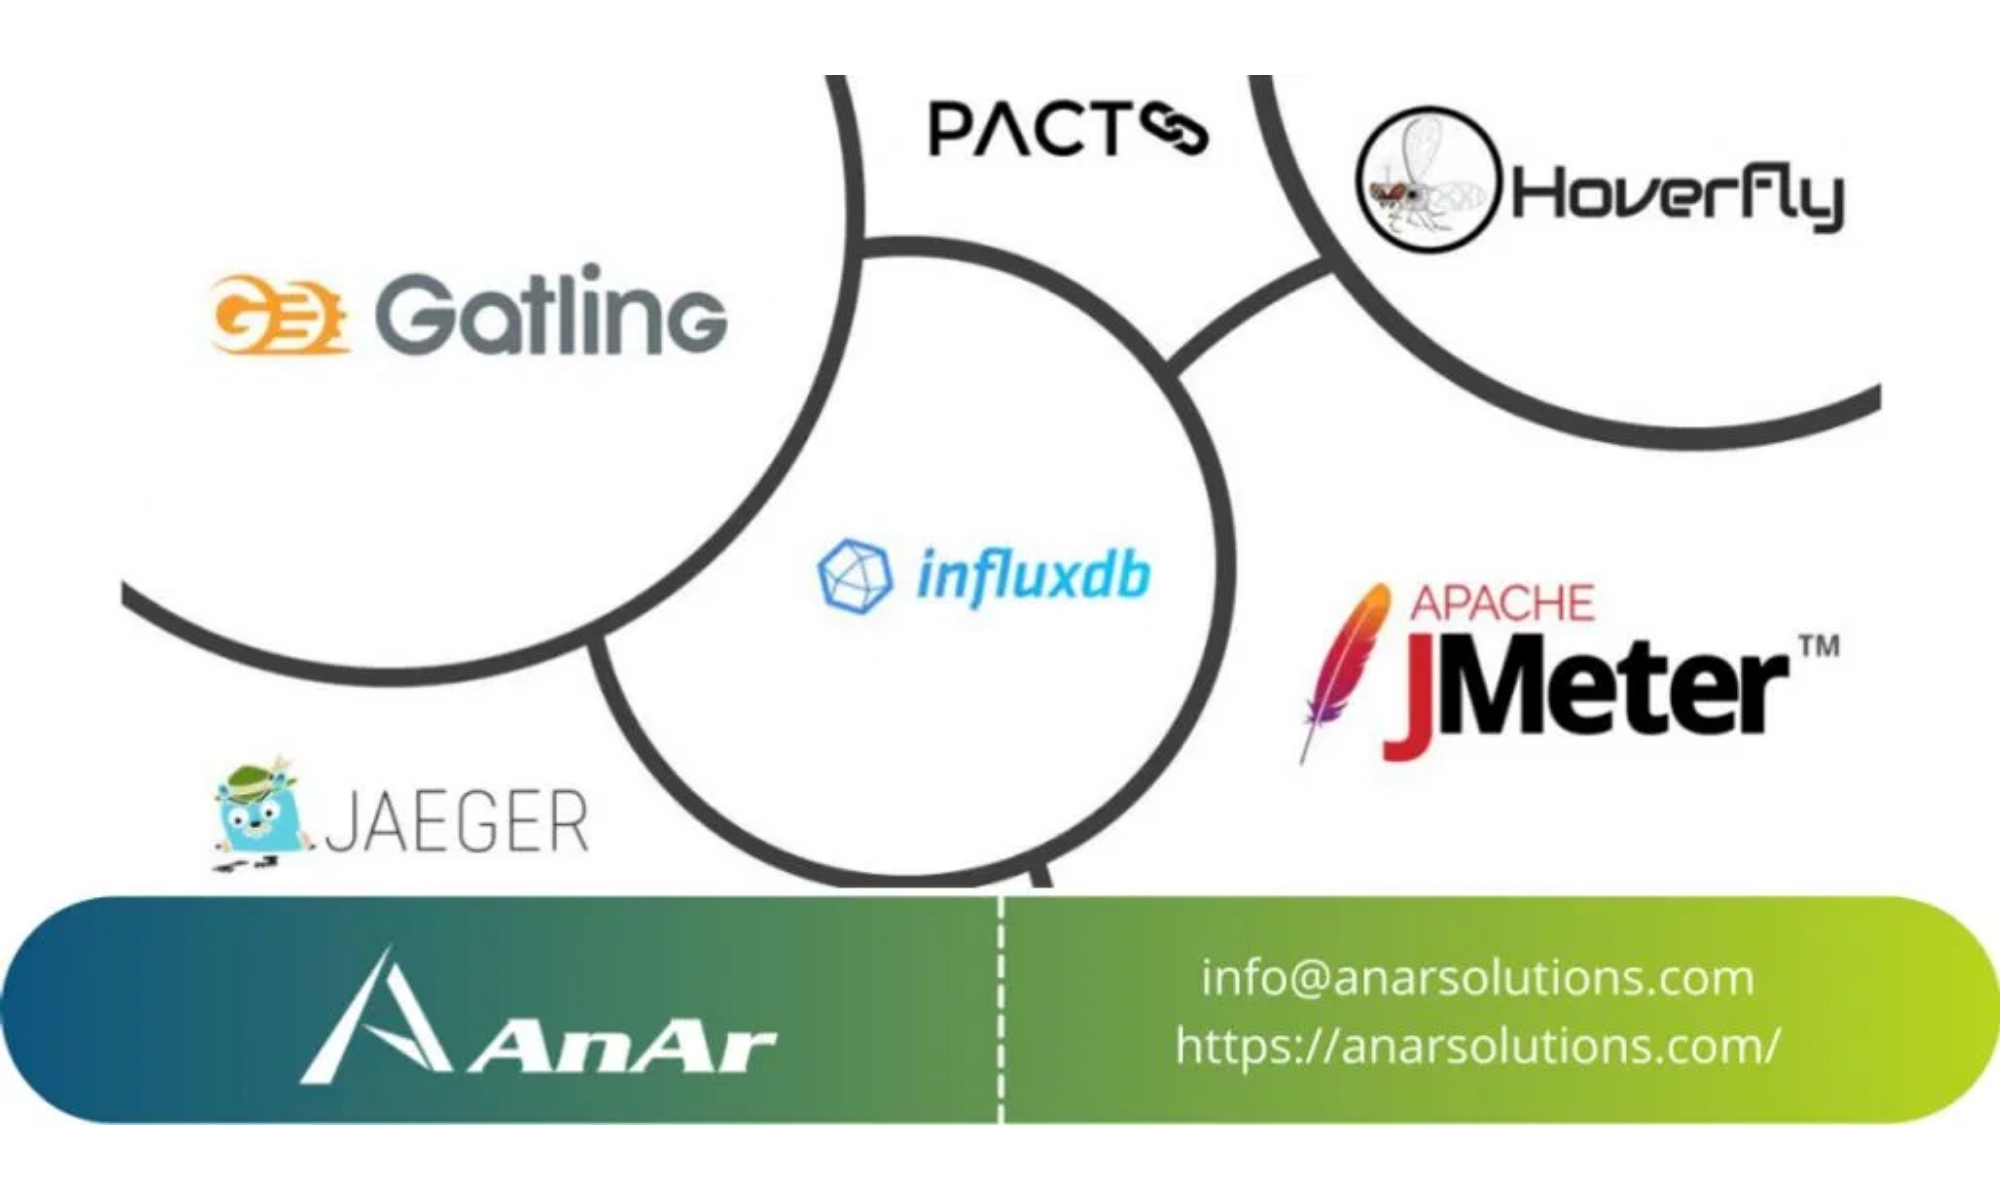 PACT
Hoverfly
Gatling
influxdb
APACHE
JMeter™
JAEGER
AnAr
info@anarsolutions.com
https://anarsolutions.com/